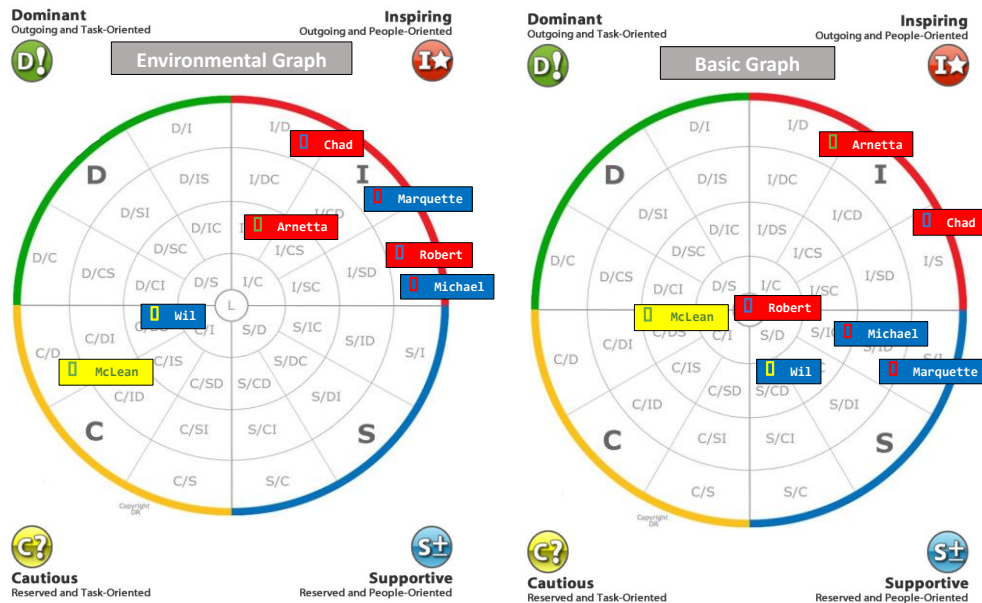 Dominant
Outgoing and Task-Oriented
D!
Inspiring
Outgoing and People-Oriented
I
Environmental Graph
D/I
I/D
Chad
D
I
D/IS
I/DC
Marquette
D/SI
I/CD
Arnetta
D/IC
D/SC
I/CS
Robert
D/C
D/CS
I/SD
D/CI
D/S
I/C
I/SC
Michael
L
Wil
C/I
S/D
S/IC
C/D
C/DI
S/ID
S/I
McLean
C/IS
S/DC
C/SD
S/CD
C/ID
S/DI
C
S
C/SI
S/CI
C/S
S/C
Copyright
DR
C?
S±
Cautious
Reserved and Task-Oriented
Supportive
Reserved and People-Oriented
Dominant
Outgoing and Task-Oriented
D!
Inspiring
Outgoing and People-Oriented
I
Basic Graph
D/I
I/D
Arnetta
D
I
D/IS
I/DC
D/SI
I/CD
Chad
D/IC
I/DS
D/SC
I/CS
D/C
D/CS
I/SD
I/S
D/CI
D/S
I/C
I/SC
Robert
McLean
C/DS
C/I
S/D
S/IC
Michael
S/ID
C/D
C/DI
S/I
C/IS
Wil
Marquette
C/SD
S/CD
C/ID
S/DI
C
S
C/SI
S/CI
C/S
S/C
Copyright
DR
C?
S±
Cautious
Reserved and Task-Oriented
Supportive
Reserved and People-Oriented